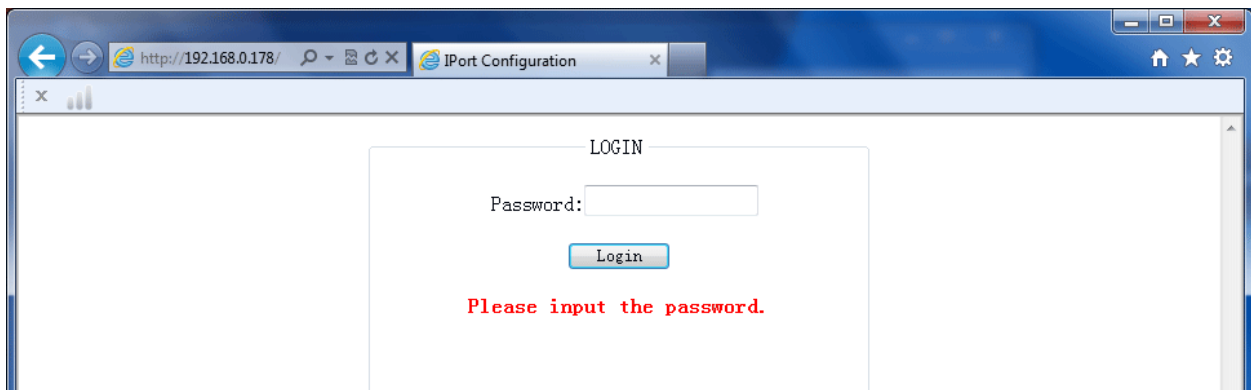 http://192.168.0.178/
IPort Configuration
LOGIN
Password:
Login
Please input the password.